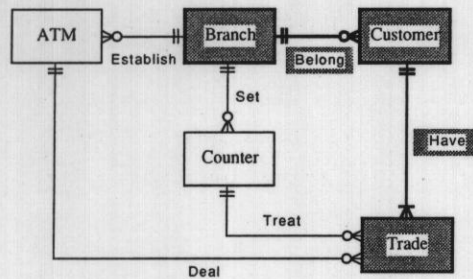 ATM
Branch
Customer
Establish
Belong
Set
Counter
Have
Treat
Trade
Deal